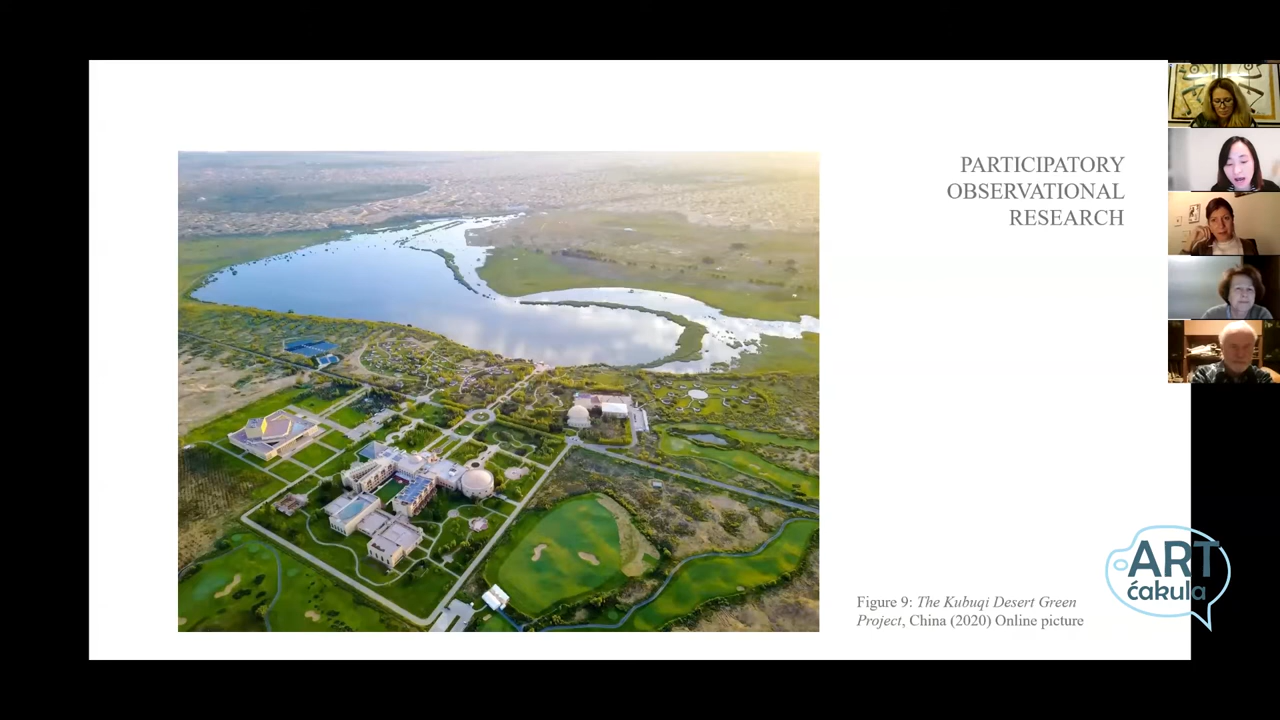 PARTICIPATORY
OBSERVATIONAL
RESEARCH
Figure 9: The Kubuqi Desert Green
Project, China (2020) Online picture
ART
ćakula